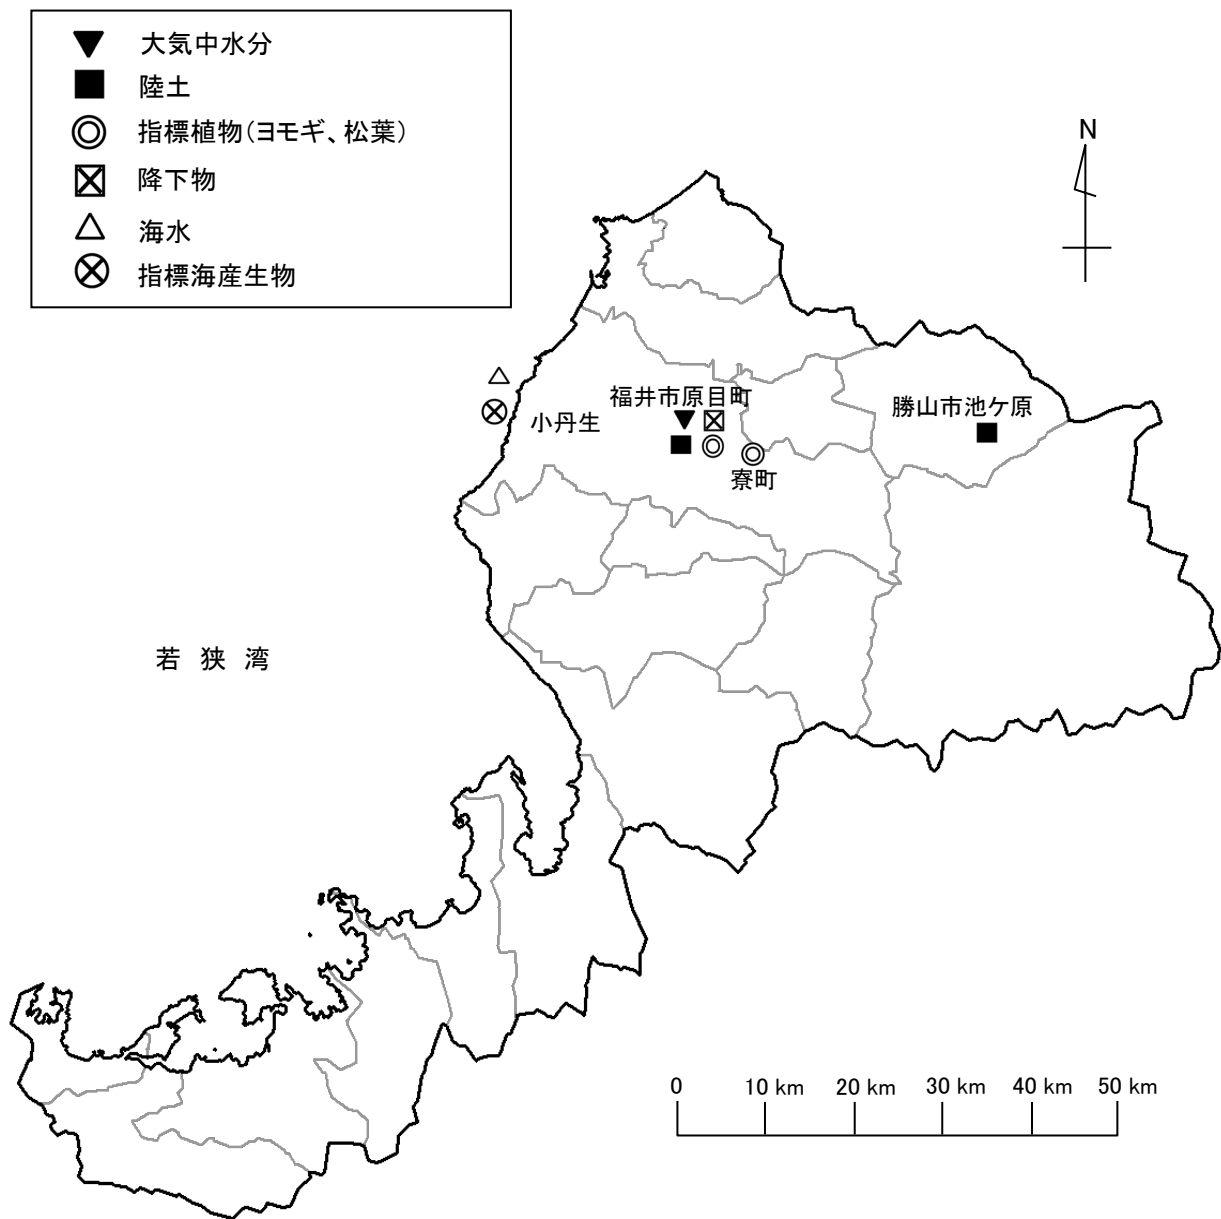 大気中水分
陸土
指標植物(ヨモギ、松葉)
降下物
海水
指標海産生物
N
福井市原目町
勝山市池ケ原
小丹生
寮町
若狭湾
0 10 km 20 km 30 km 40 km 50 km